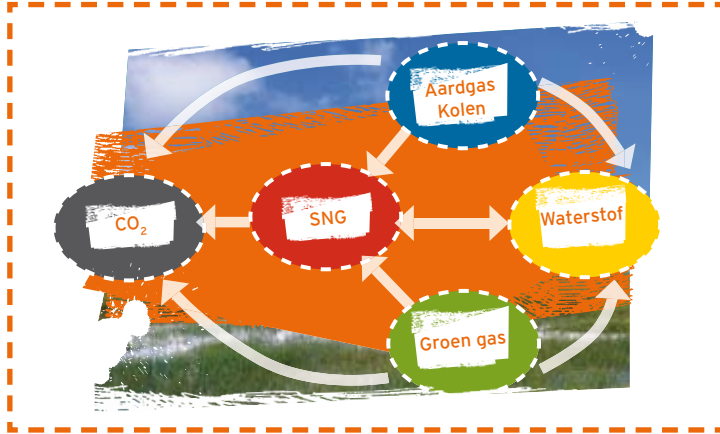 Aardgas
Kolen
CO₂
SNG
Waterstof
Groen gas